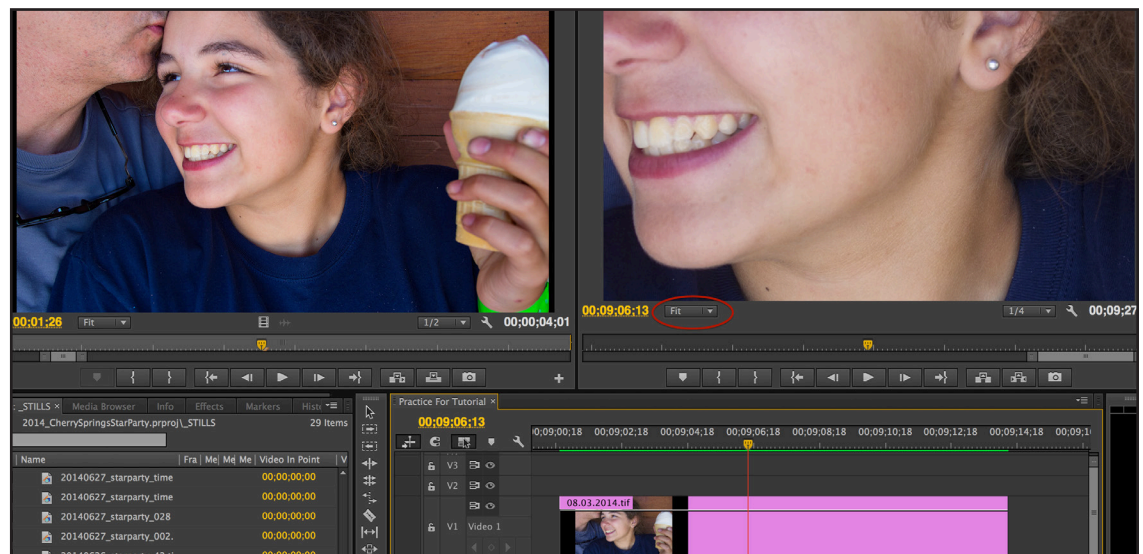 00;01;26 Fit 1/2 00;00;04;01
00;09;06;13 Fit 1/4 00;09;27
_STILLS × Media Browser Info Effects Markers
2014_CherrySpringsStarParty.prproj\_STILLS 29 Items
Name Fra Me Me Me Video In Point V
20140627_starparty_time 00;00;00;00
20140627_starparty_time 00;00;00;00
20140627_starparty_028 00;00;00;00
20140627_starparty_002. 00;00;00;00
Practice For Tutorial ×
00;09;06;13
00;09;00;18 00;09;02;18 00;09;04;18 00;09;06;18 00;09;08;18 00;09;10;18 00;09;12;18 00;09;14;18
V3
V2
08.03.2014.tif
V1 Video 1